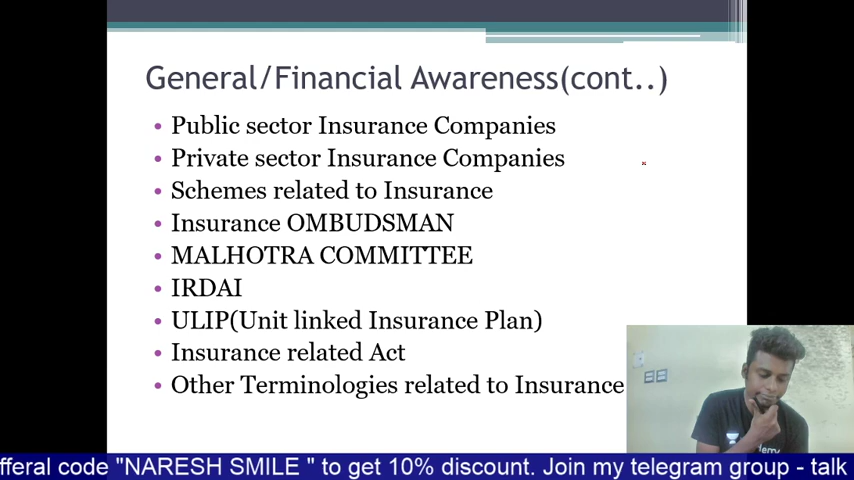 General/Financial Awareness(cont..)
• Public sector Insurance Companies
• Private sector Insurance Companies
• Schemes related to Insurance
• Insurance OMBUDSMAN
• MALHOTRA COMMITTEE
• IRDAI
• ULIP(Unit linked Insurance Plan)
• Insurance related Act
• Other Terminologies related to Insurance
fferal code "NARESH SMILE " to get 10% discount. Join my telegram group - talk